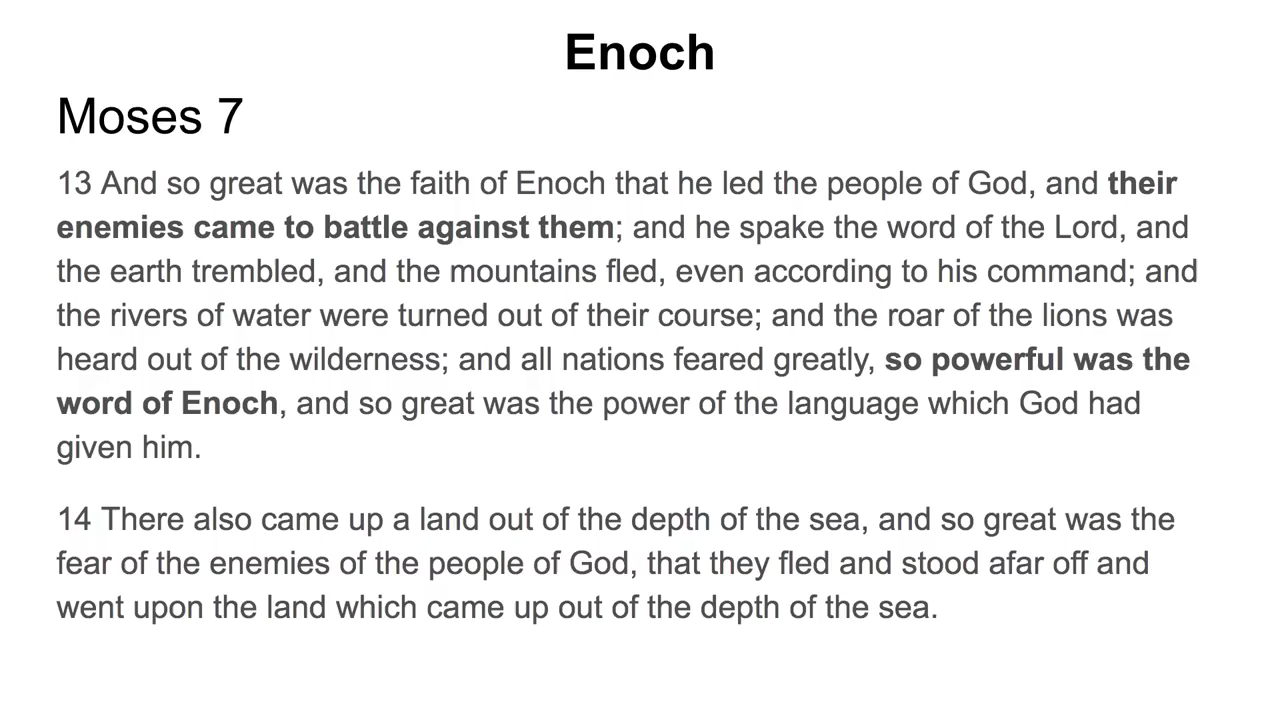 Enoch
Moses 7
13 And so great was the faith of Enoch that he led the people of God, and their
enemies came to battle against them; and he spake the word of the Lord, and
the earth trembled, and the mountains fled, even according to his command; and
the rivers of water were turned out of their course; and the roar of the lions was
heard out of the wilderness; and all nations feared greatly, so powerful was the
word of Enoch, and so great was the power of the language which God had
given him.
14 There also came up a land out of the depth of the sea, and so great was the
fear of the enemies of the people of God, that they fled and stood afar off and
went upon the land which came up out of the depth of the sea.